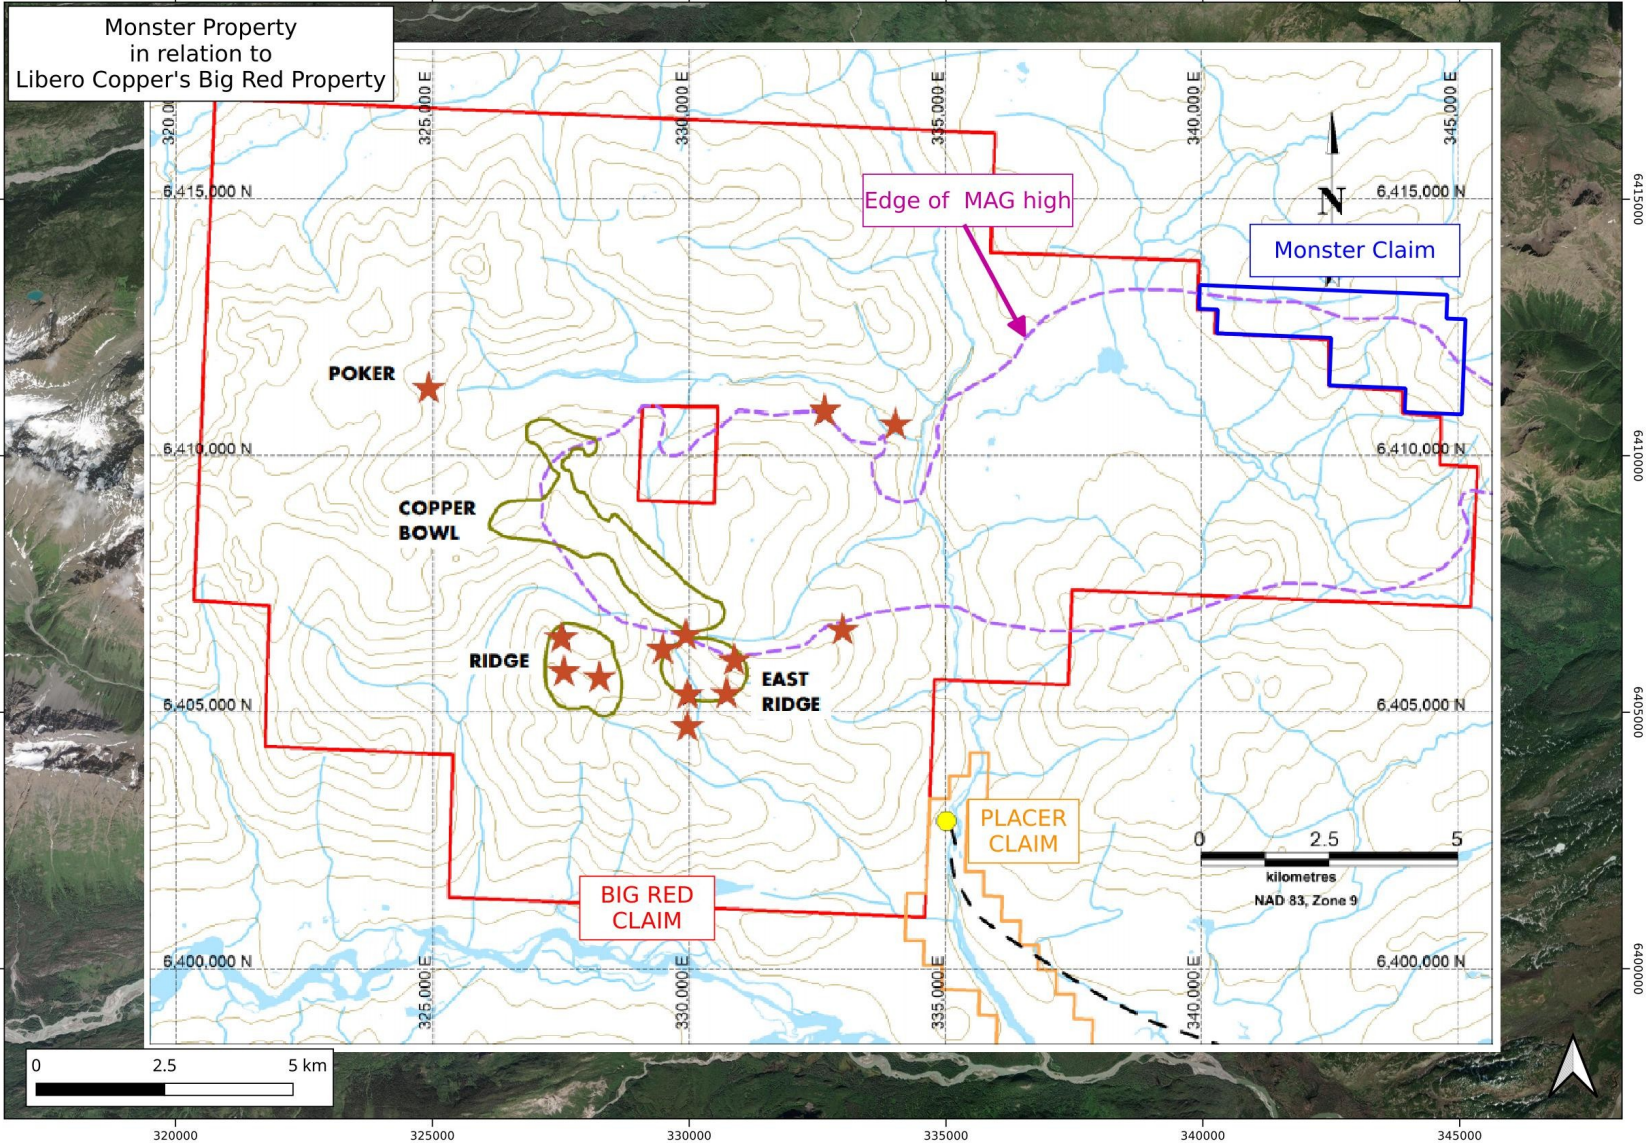 Monster Property
in relation to
Libero Copper's Big Red Property
325,000 E
330,000 E
335,000 E
340,000 E
345,000 E
6,415,000 N
6,415,000 N
6415000
Edge of  MAG high
N
Monster Claim
POKER
6,410,000 N
6,410,000 N
6410000
COPPER
BOWL
RIDGE
EAST
RIDGE
6,405,000 N
6,405,000 N
6405000
PLACER
CLAIM
0 2.5 5
kilometres
NAD 83, Zone 9
BIG RED
CLAIM
6,400,000 N
6,400,000 N
6400000
325,000 E
330,000 E
335,000 E
340,000 E
0 2.5 5 km
320000 325000 330000 335000 340000 345000